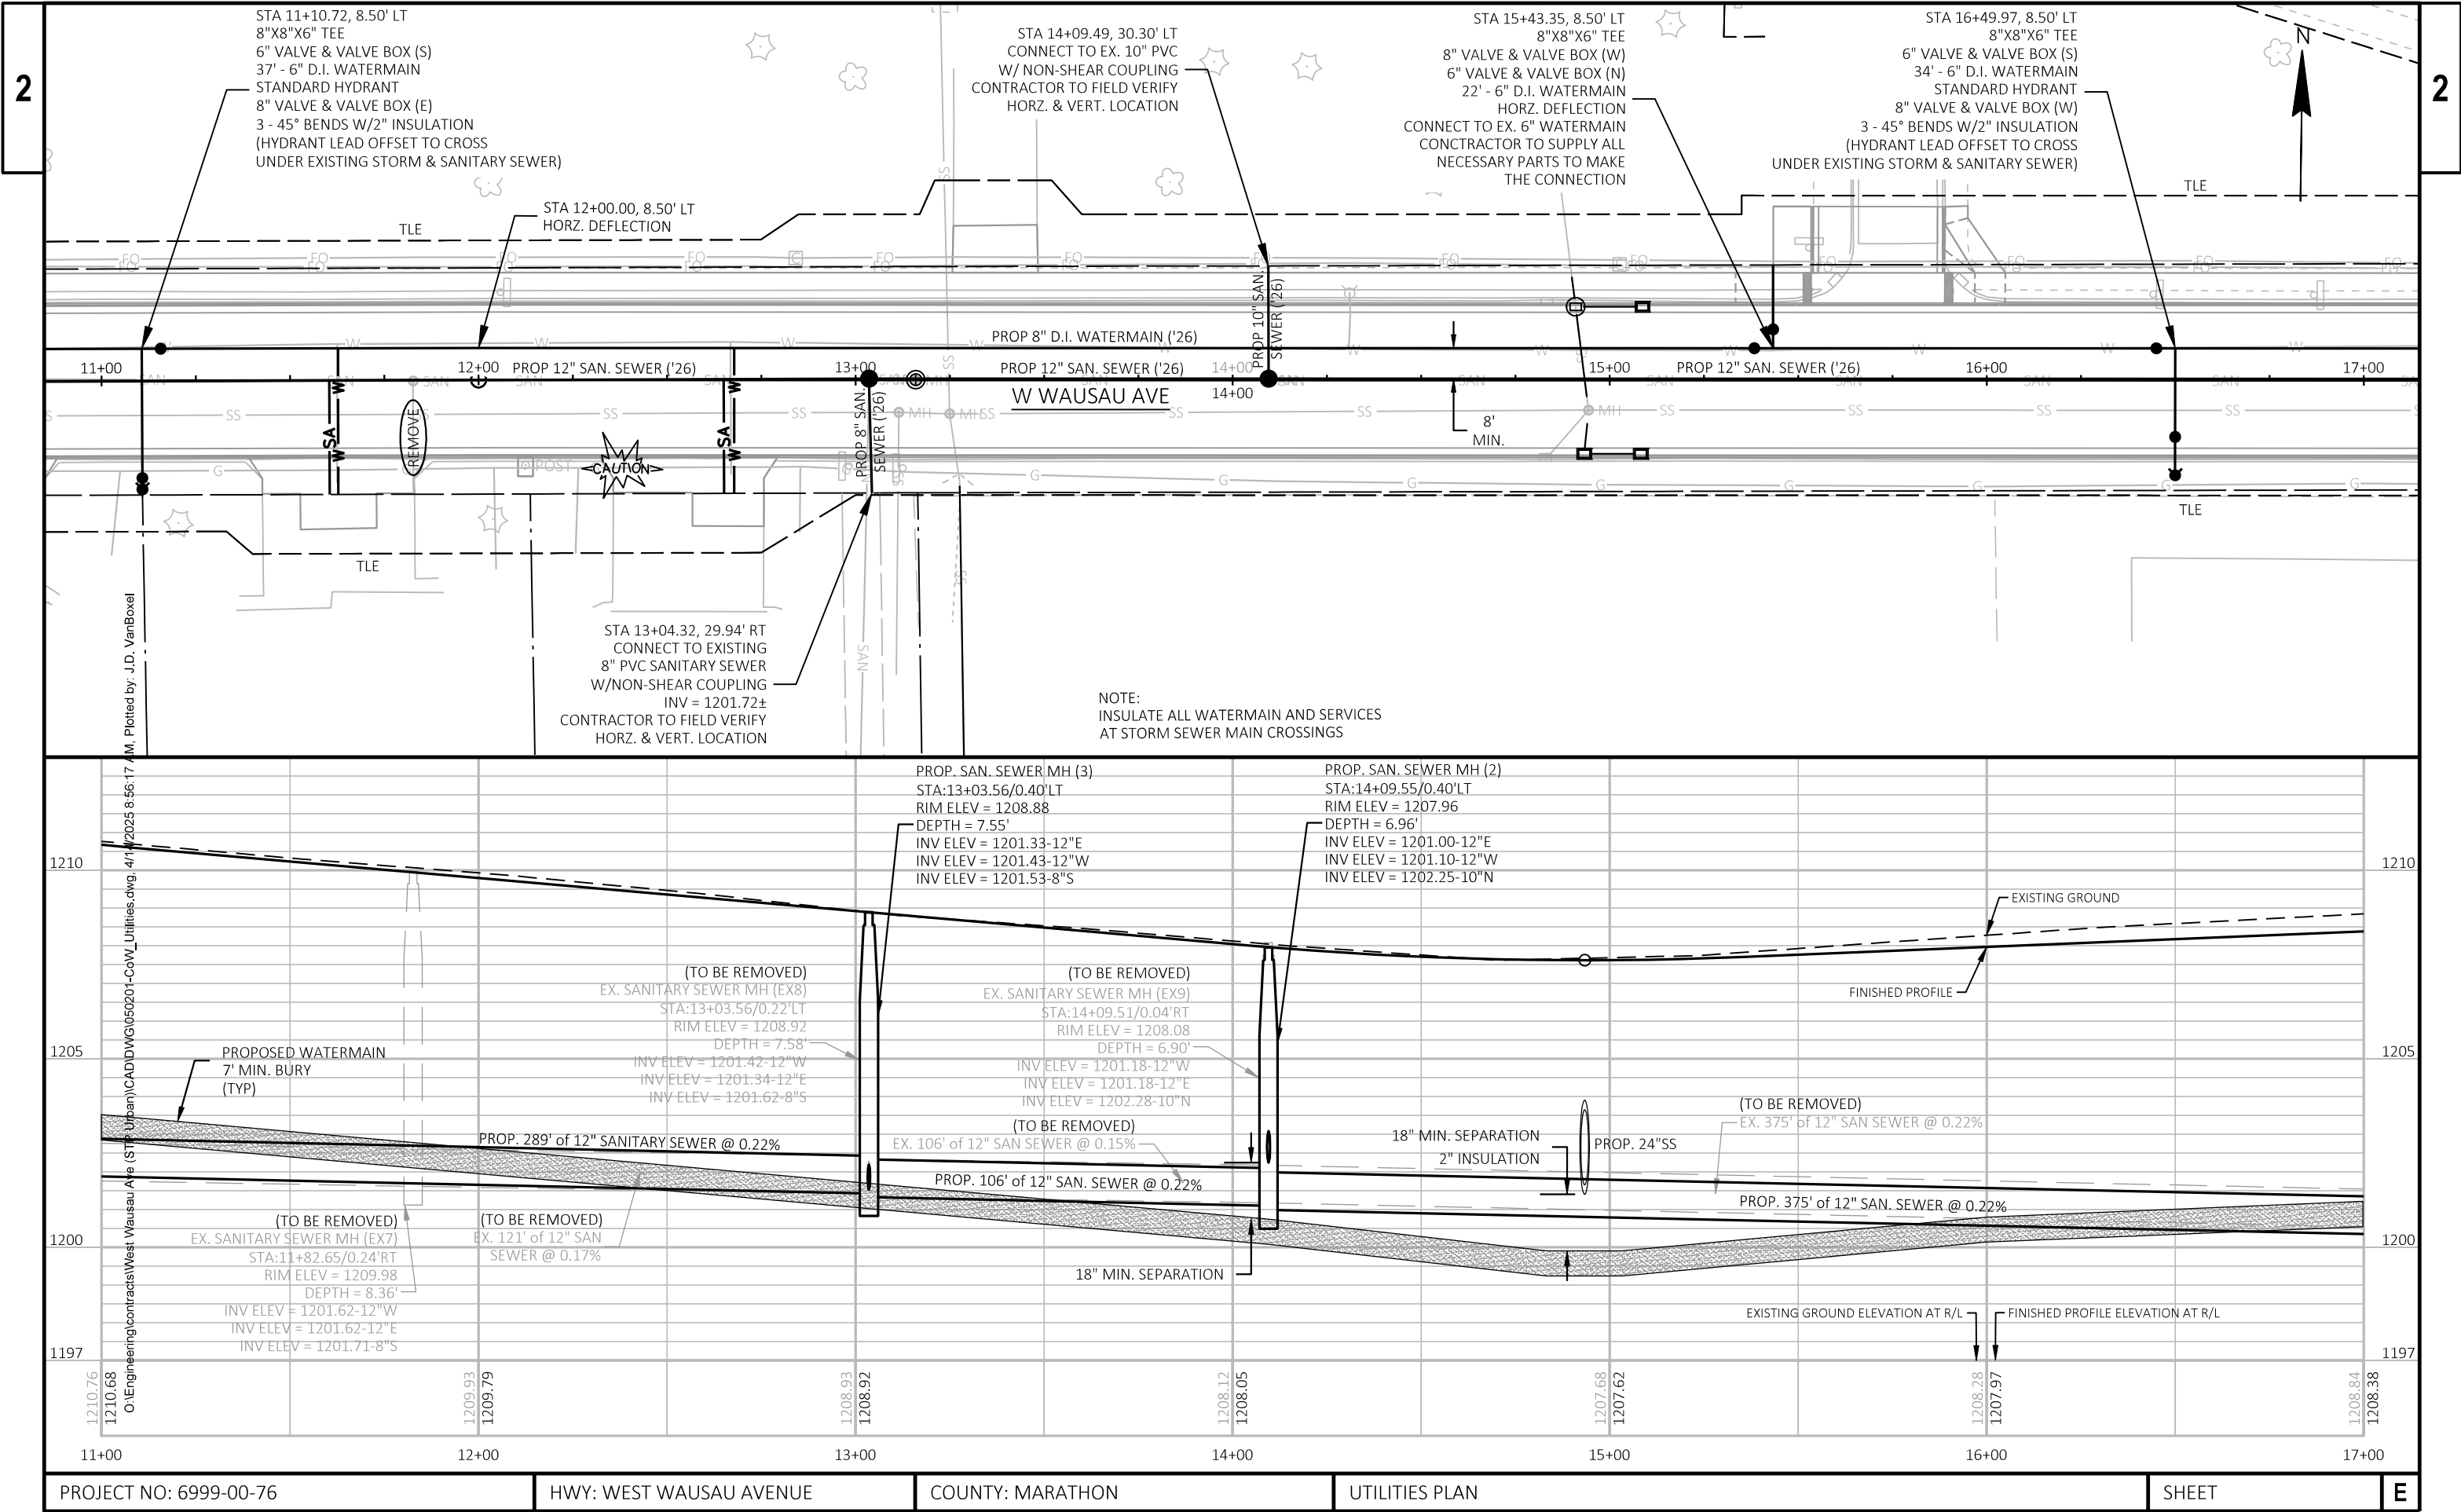 2
STA 11+10.72, 8.50' LT
8"X8"X6" TEE
6" VALVE & VALVE BOX (S)
37' - 6" D.I. WATERMAIN
STANDARD HYDRANT
8" VALVE & VALVE BOX (E)
3 - 45° BENDS W/2" INSULATION
(HYDRANT LEAD OFFSET TO CROSS
UNDER EXISTING STORM & SANITARY SEWER)
STA 12+00.00, 8.50' LT
HORZ. DEFLECTION
STA 14+09.49, 30.30' LT
CONNECT TO EX. 10" PVC
W/ NON-SHEAR COUPLING
CONTRACTOR TO FIELD VERIFY
HORZ. & VERT. LOCATION
STA 15+43.35, 8.50' LT
8"X8"X6" TEE
8" VALVE & VALVE BOX (W)
6" VALVE & VALVE BOX (N)
22' - 6" D.I. WATERMAIN
HORZ. DEFLECTION
CONNECT TO EX. 6" WATERMAIN
CONCTRACTOR TO SUPPLY ALL
NECESSARY PARTS TO MAKE
THE CONNECTION
STA 16+49.97, 8.50' LT
8"X8"X6" TEE
6" VALVE & VALVE BOX (S)
34' - 6" D.I. WATERMAIN
STANDARD HYDRANT
8" VALVE & VALVE BOX (W)
3 - 45° BENDS W/2" INSULATION
(HYDRANT LEAD OFFSET TO CROSS
UNDER EXISTING STORM & SANITARY SEWER)
N
2
TLE
TLE
PROP 8" D.I. WATERMAIN ('26)
PROP 10" SAN.
SEWER ('26)
11+00
12+00
PROP 12" SAN. SEWER ('26)
13+00
PROP 12" SAN. SEWER ('26)
14+00
14+00
15+00
PROP 12" SAN. SEWER ('26)
16+00
17+00
W WAUSAU AVE
8'
MIN.
REMOVE
POST
CAUTION
PROP 8" SAN.
SEWER ('26)
MH
MH
MH
TLE
TLE
STA 13+04.32, 29.94' RT
CONNECT TO EXISTING
8" PVC SANITARY SEWER
W/NON-SHEAR COUPLING
INV = 1201.72±
CONTRACTOR TO FIELD VERIFY
HORZ. & VERT. LOCATION
NOTE:
INSULATE ALL WATERMAIN AND SERVICES
AT STORM SEWER MAIN CROSSINGS
O:\Engineering\contracts\West Wausau Ave (STP Urban)\CAD\DWG\050201-CoW_Utilities.dwg, 4/14/2025 8:56:17 AM, Plotted by: J.D. VanBoxel
PROP. SAN. SEWER MH (3)
STA:13+03.56/0.40'LT
RIM ELEV = 1208.88
DEPTH = 7.55'
INV ELEV = 1201.33-12"E
INV ELEV = 1201.43-12"W
INV ELEV = 1201.53-8"S
PROP. SAN. SEWER MH (2)
STA:14+09.55/0.40'LT
RIM ELEV = 1207.96
DEPTH = 6.96'
INV ELEV = 1201.00-12"E
INV ELEV = 1201.10-12"W
INV ELEV = 1202.25-10"N
1210
1210
EXISTING GROUND
FINISHED PROFILE
(TO BE REMOVED)
EX. SANITARY SEWER MH (EX8)
STA:13+03.56/0.22'LT
RIM ELEV = 1208.92
DEPTH = 7.58'
INV ELEV = 1201.42-12"W
INV ELEV = 1201.34-12"E
INV ELEV = 1201.62-8"S
(TO BE REMOVED)
EX. SANITARY SEWER MH (EX9)
STA:14+09.51/0.04'RT
RIM ELEV = 1208.08
DEPTH = 6.90'
INV ELEV = 1201.18-12"W
INV ELEV = 1201.18-12"E
INV ELEV = 1202.28-10"N
1205
1205
PROPOSED WATERMAIN
7' MIN. BURY
(TYP)
(TO BE REMOVED)
EX. 106' of 12" SAN SEWER @ 0.15%
PROP. 289' of 12" SANITARY SEWER @ 0.22%
PROP. 106' of 12" SAN. SEWER @ 0.22%
18" MIN. SEPARATION
2" INSULATION
PROP. 24"SS
(TO BE REMOVED)
EX. 375' of 12" SAN SEWER @ 0.22%
PROP. 375' of 12" SAN. SEWER @ 0.22%
(TO BE REMOVED)
EX. SANITARY SEWER MH (EX7)
STA:11+82.65/0.24'RT
RIM ELEV = 1209.98
DEPTH = 8.36'
INV ELEV = 1201.62-12"W
INV ELEV = 1201.62-12"E
INV ELEV = 1201.71-8"S
(TO BE REMOVED)
EX. 121' of 12" SAN
SEWER @ 0.17%
1200
1200
18" MIN. SEPARATION
EXISTING GROUND ELEVATION AT R/L
FINISHED PROFILE ELEVATION AT R/L
1197
1197
1210.76
1210.68
1209.93
1209.79
1208.93
1208.92
1208.12
1208.05
1207.68
1207.62
1208.28
1207.97
1208.84
1208.38
11+00
12+00
13+00
14+00
15+00
16+00
17+00
PROJECT NO: 6999-00-76
HWY: WEST WAUSAU AVENUE
COUNTY: MARATHON
UTILITIES PLAN
SHEET
E